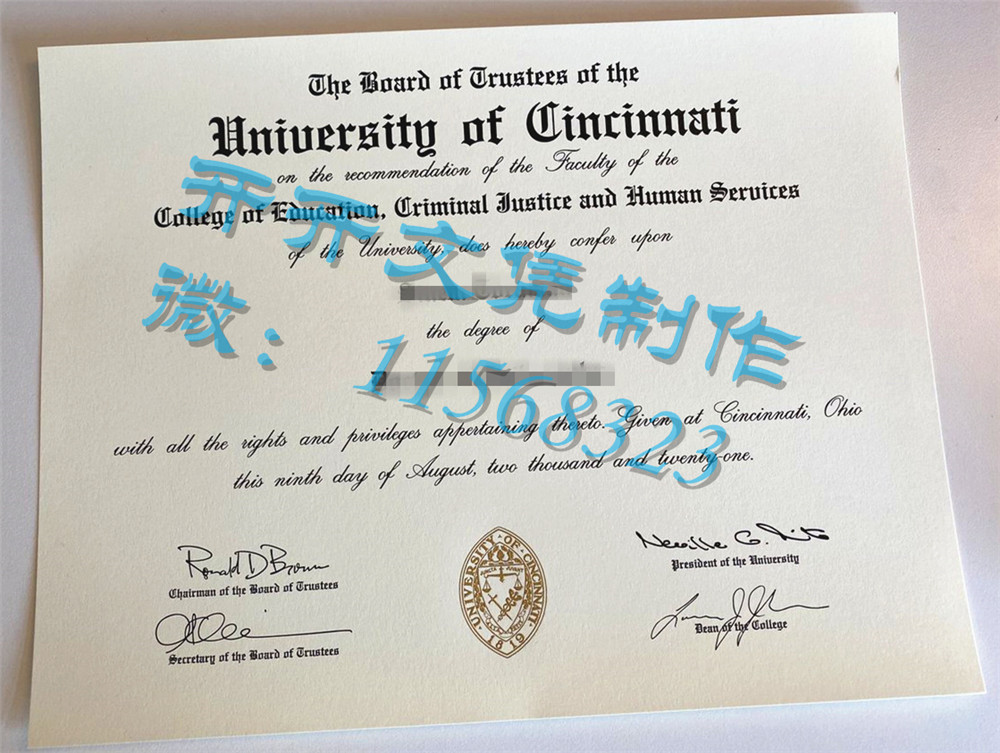 The Board of Trustees of the
University of Cincinnati
on the recommendation of the Faculty of the
College of Education, Criminal Justice and Human Services
of the University, does hereby confer upon
the degree of
with all the rights and privileges appertaining thereto. Given at Cincinnati, Ohio
this ninth day of August, two thousand and twenty-one.
开开文凭制作
微:
11568323
Ronald D Brown
Chairman of the Board of Trustees
Secretary of the Board of Trustees
UNIVERSITY·OF·CINCINNATI
1819
Neville G.
President of the University
Dean of the College